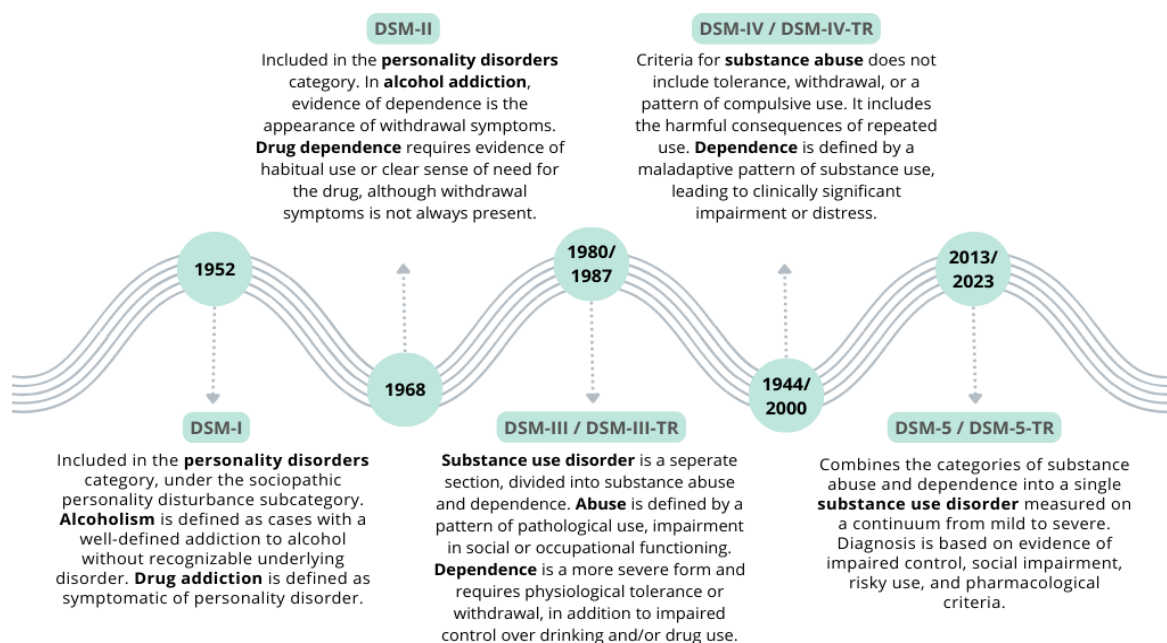 DSM-I
1952
Included in the personality disorders
category, under the sociopathic
personality disturbance subcategory.
Alcoholism is defined as cases with a
well-defined addiction to alcohol
without recognizable underlying
disorder. Drug addiction is defined as
symptomatic of personality disorder.
DSM-II
1968
Included in the personality disorders
category. In alcohol addiction,
evidence of dependence is the
appearance of withdrawal symptoms.
Drug dependence requires evidence of
habitual use or clear sense of need for
the drug, although withdrawal
symptoms is not always present.
1980/
1987
DSM-III / DSM-III-TR
Substance use disorder is a seperate
section, divided into substance abuse
and dependence. Abuse is defined by a
pattern of pathological use, impairment
in social or occupational functioning.
Dependence is a more severe form and
requires physiological tolerance or
withdrawal, in addition to impaired
control over drinking and/or drug use.
DSM-IV / DSM-IV-TR
1944/
2000
Criteria for substance abuse does not
include tolerance, withdrawal, or a
pattern of compulsive use. It includes
the harmful consequences of repeated
use. Dependence is defined by a
maladaptive pattern of substance use,
leading to clinically significant
impairment or distress.
2013/
2023
DSM-5 / DSM-5-TR
Combines the categories of substance
abuse and dependence into a single
substance use disorder measured on
a continuum from mild to severe.
Diagnosis is based on evidence of
impaired control, social impairment,
risky use, and pharmacological
criteria.